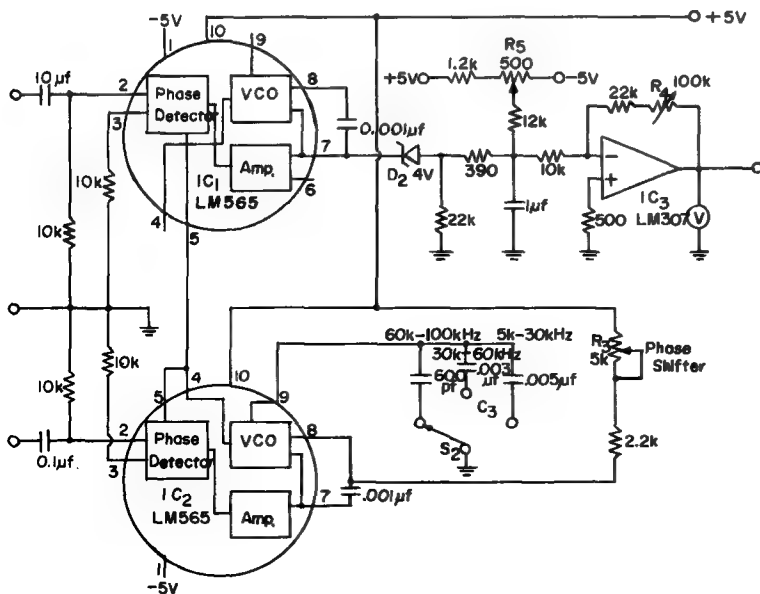 -5V
1
10
9
+5V
10µf
2
3
Phase
Detector
VCO
8
0.001µf
+5V
1.2k
R5
500
-5V
12k
22k
R4
100k
7
D2
4V
390
10k
-
+
Amp.
6
IC1
LM565
10k
10k
4
5
22k
1µf
500
IC3
LM307
V
10k
10k
10
60k-100kHz
30k-60kHz
5k-30kHz
R3
5k
Phase
Shifter
600
pf
.003
µf
.005µf
C3
S2
2.2k
5
4
9
2
3
0.1µf.
Phase
Detector
VCO
8
7
.001µf
IC2
LM565
Amp.
1
-5V